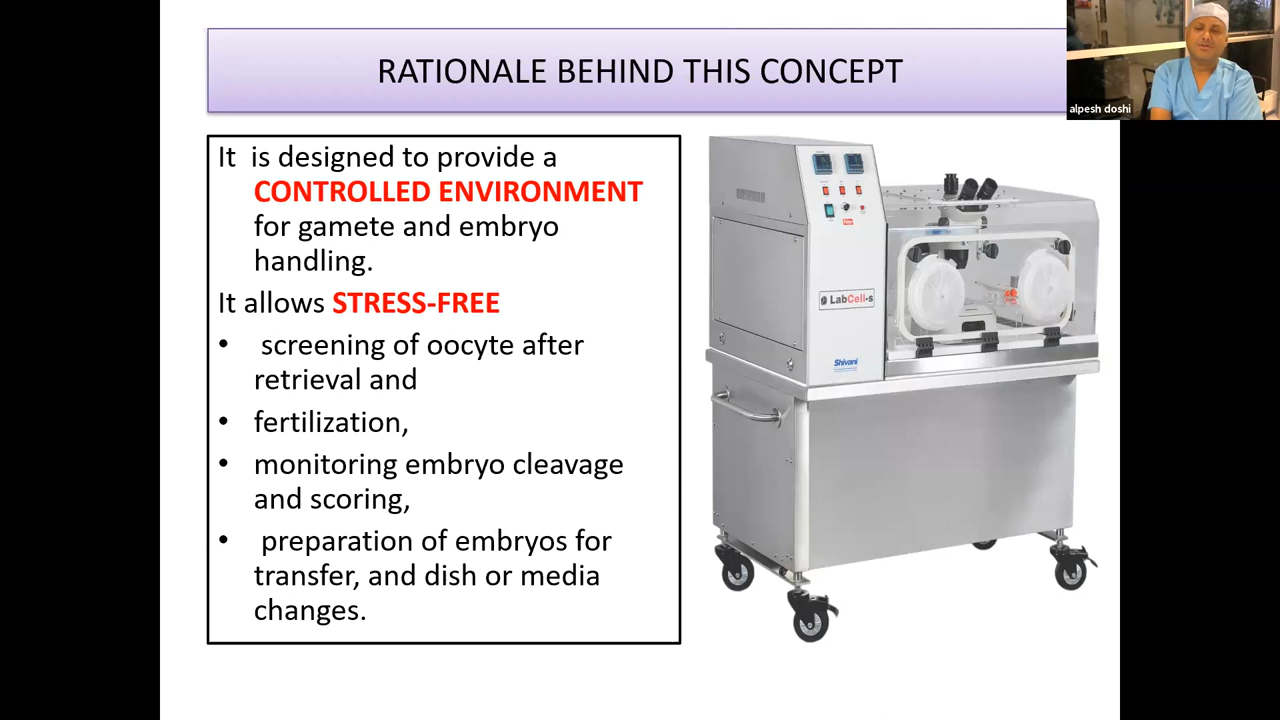 RATIONALE BEHIND THIS CONCEPT
alpesh doshi
It is designed to provide a
CONTROLLED ENVIRONMENT
for gamete and embryo
handling.
It allows STRESS-FREE
• screening of oocyte after
retrieval and
• fertilization,
• monitoring embryo cleavage
and scoring,
• preparation of embryos for
transfer, and dish or media
changes.
LabCell-s
Shivani